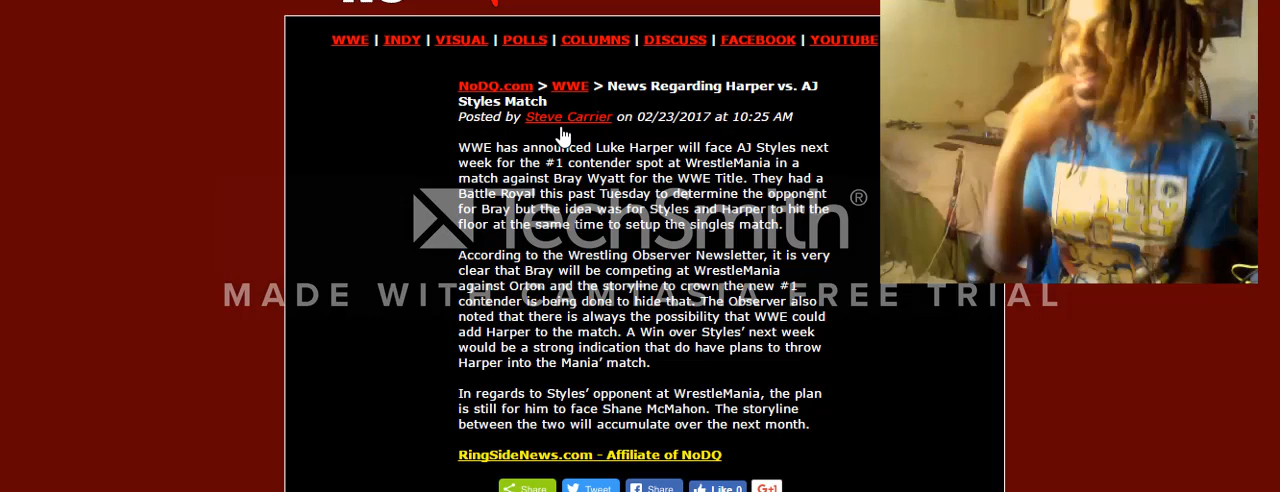 WWE | INDY | VISUAL | POLLS | COLUMNS | DISCUSS | FACEBOOK | YOUTUBE
NoDQ.com > WWE > News Regarding Harper vs. AJ
Styles Match
Posted by Steve Carrier on 02/23/2017 at 10:25 AM
WWE has announced Luke Harper will face AJ Styles next
week for the #1 contender spot at WrestleMania in a
match against Bray Wyatt for the WWE Title. They had a
Battle Royal this past Tuesday to determine the opponent
for Bray but the idea was for Styles and Harper to hit the
floor at the same time to setup the singles match.
TechSmith®
According to the Wrestling Observer Newsletter, it is very
clear that Bray will be competing at WrestleMania
against Orton and the storyline to crown the new #1
contender is being done to hide that. The Observer also
MADE WITH CAMTASIA FREE TRIAL
noted that there is always the possibility that WWE could
add Harper to the match. A Win over Styles’ next week
would be a strong indication that do have plans to throw
Harper into the Mania’ match.
In regards to Styles’ opponent at WrestleMania, the plan
is still for him to face Shane McMahon. The storyline
between the two will accumulate over the next month.
RingSideNews.com - Affiliate of NoDQ
Share Tweet Share Like 0 G+1